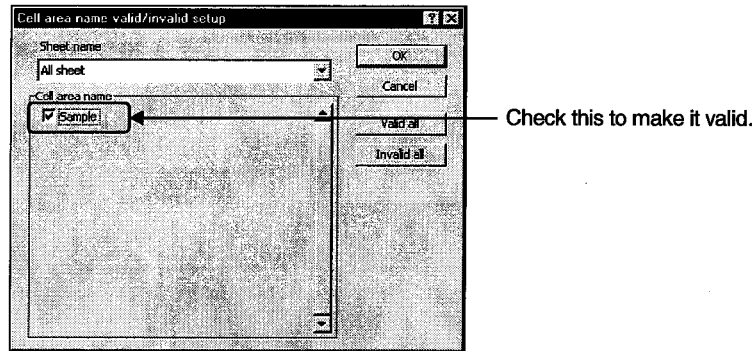 Cell area name valid/invalid setup
Sheet name
All sheet
OK
Cancel
Cell area name
Sample
Valid all
Invalid all
Check this to make it valid.